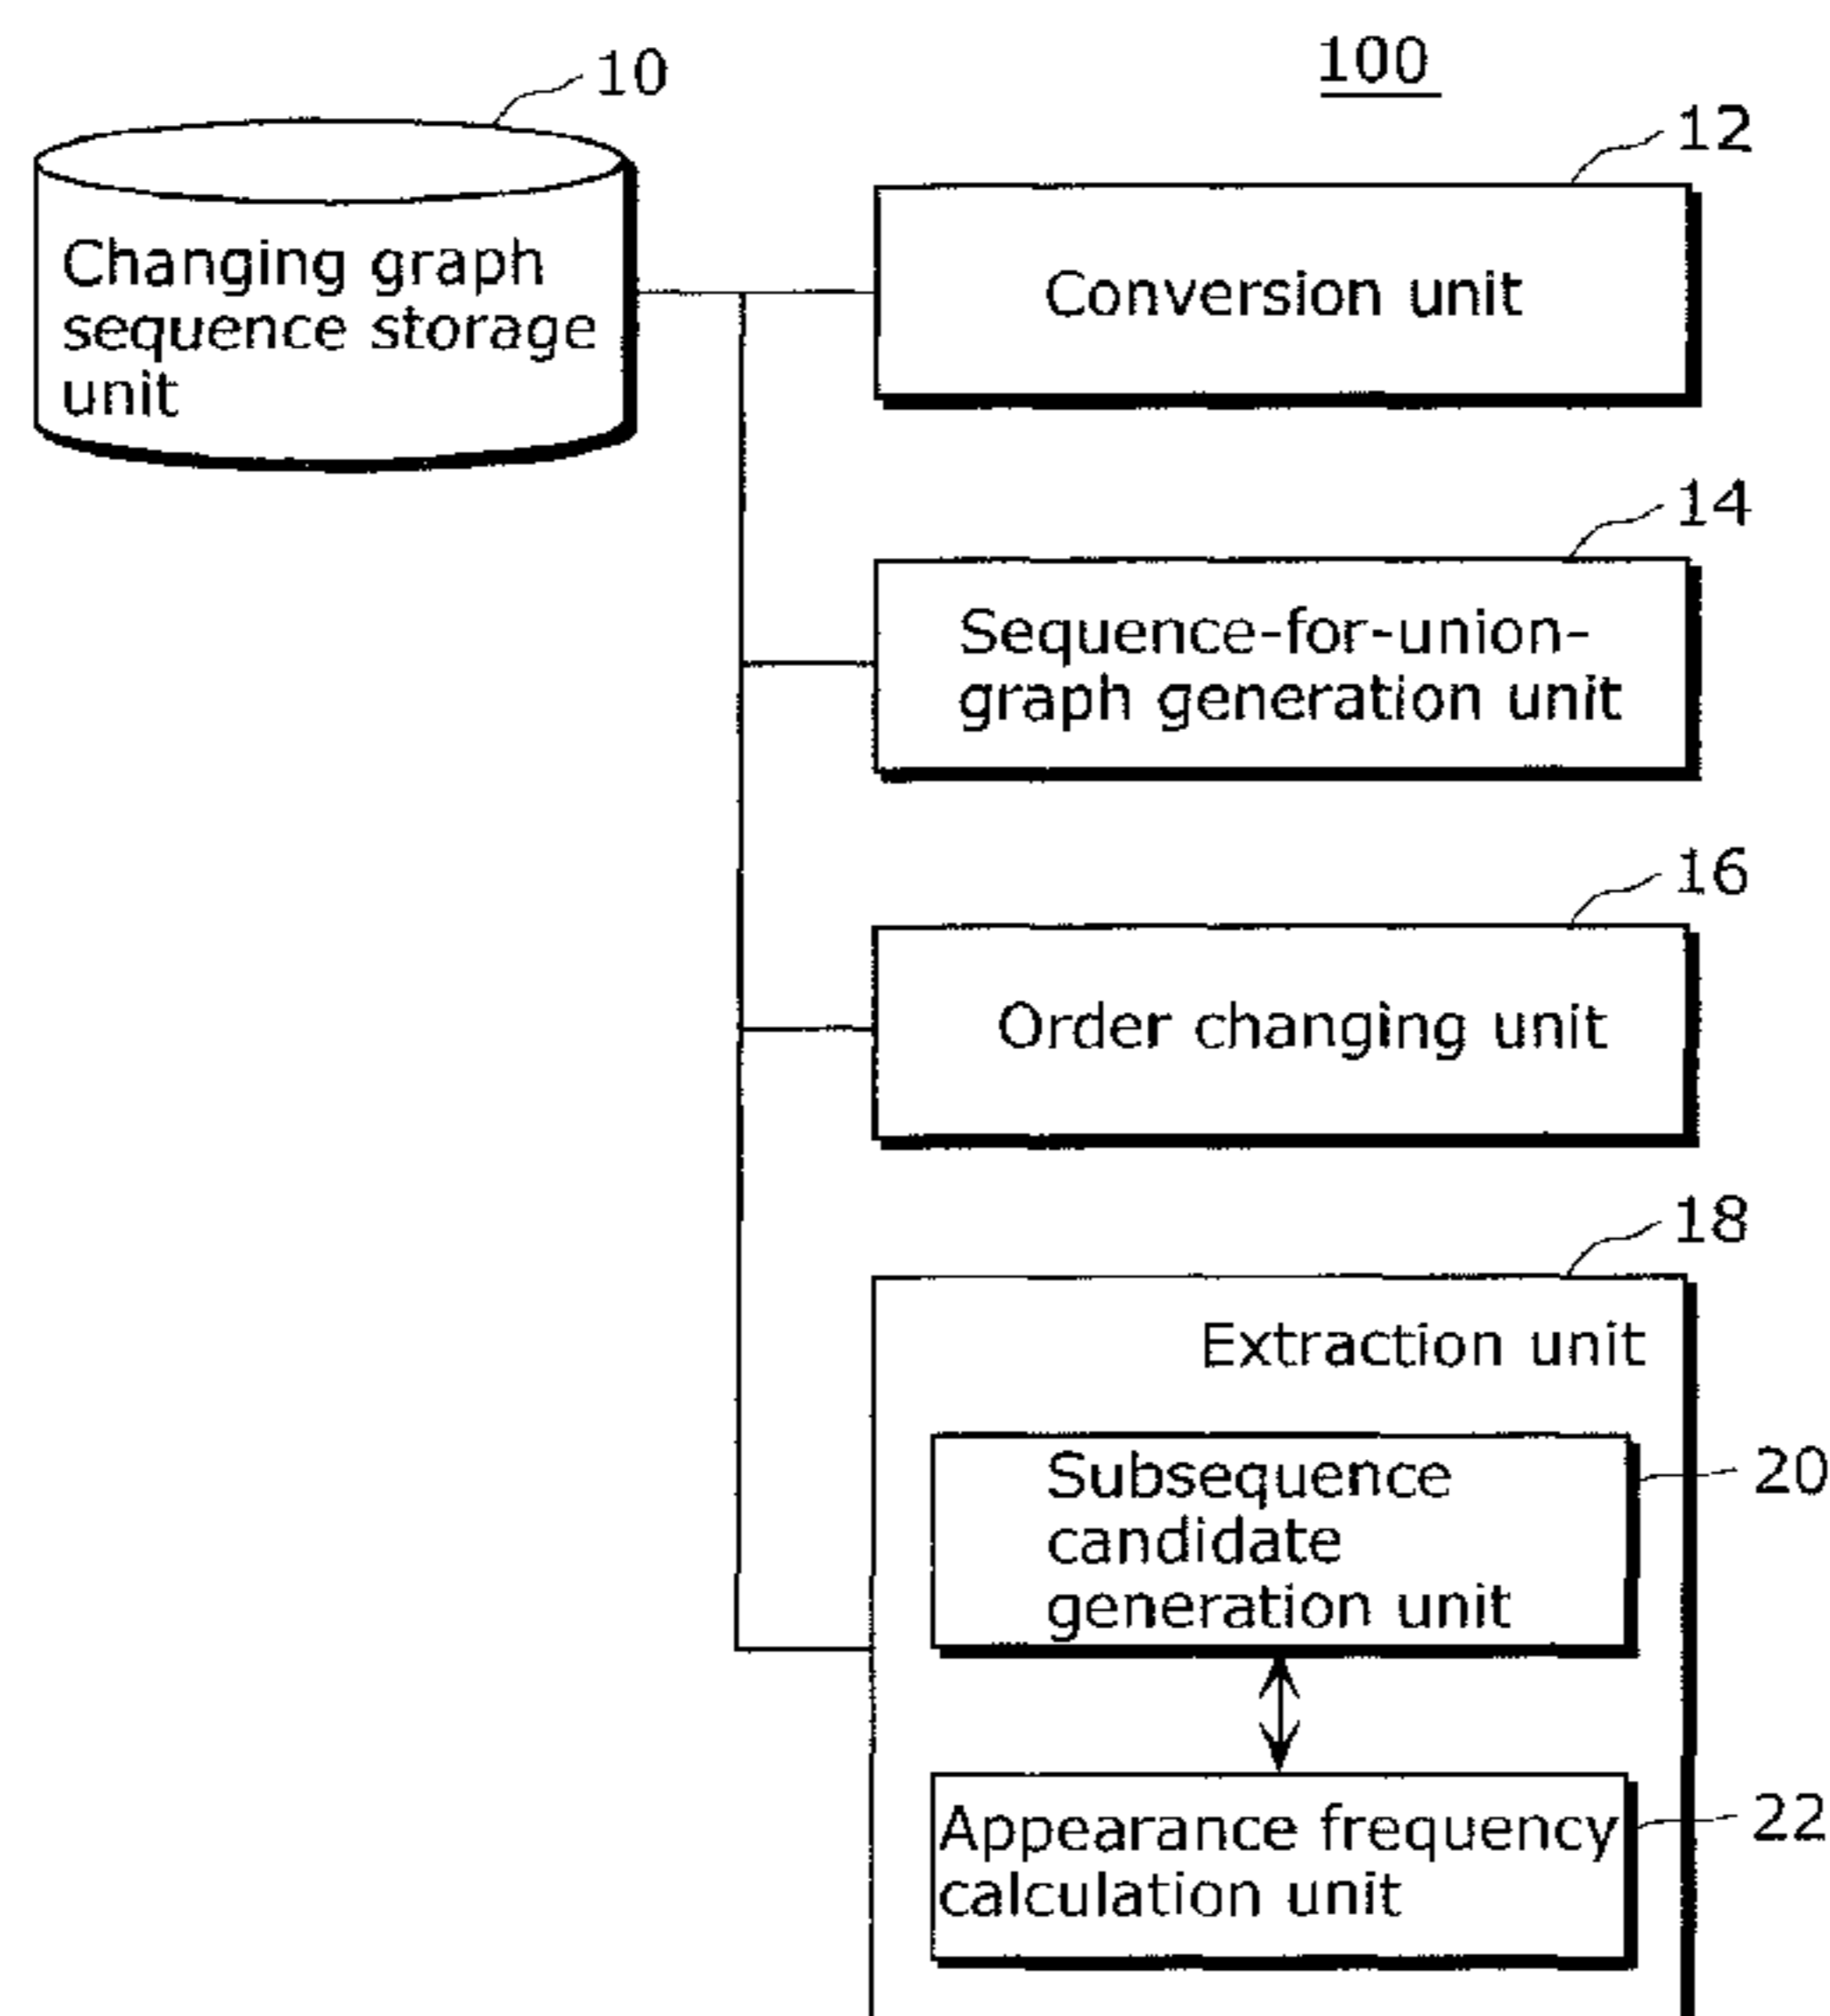 100
10
Changing graph
sequence storage
unit
12
Conversion unit
14
Sequence-for-union-
graph generation unit
16
Order changing unit
18
Extraction unit
20
Subsequence
candidate
generation unit
22
Appearance frequency
calculation unit